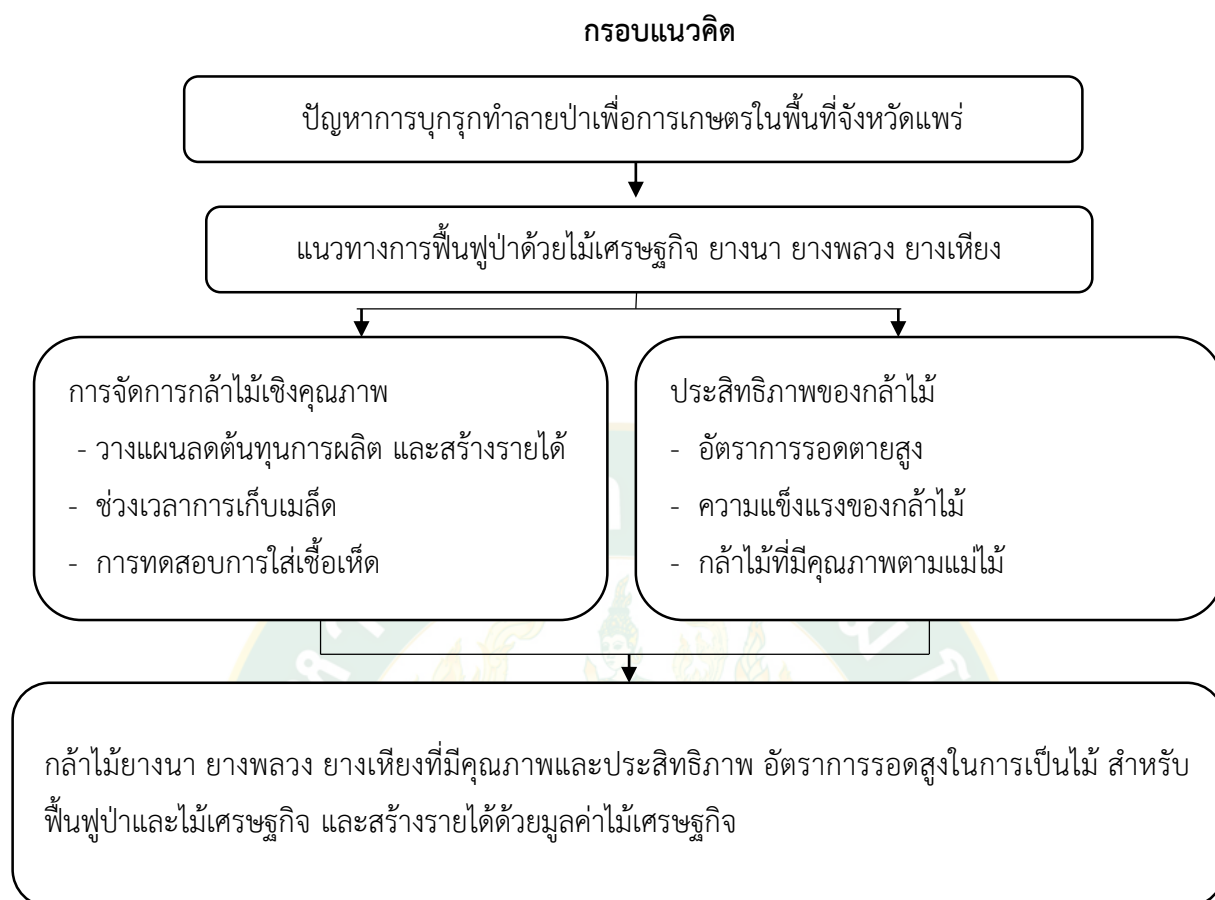 กรอบแนวคิด
ปัญหาการบุกรุกทำลายป่าเพื่อการเกษตรในพื้นที่จังหวัดแพร่
แนวทางการฟื้นฟูป่าด้วยไม้เศรษฐกิจ ยางนา ยางพลวง ยางเหียง
การจัดการกล้าไม้เชิงคุณภาพ
- วางแผนลดต้นทุนการผลิต และสร้างรายได้
- ช่วงเวลาการเก็บเมล็ด
- การทดสอบการใส่เชื้อเห็ด
ประสิทธิภาพของกล้าไม้
- อัตราการรอดตายสูง
- ความแข็งแรงของกล้าไม้
- กล้าไม้ที่มีคุณภาพตามแม่ไม้
กล้าไม้ยางนา ยางพลวง ยางเหียงที่มีคุณภาพและประสิทธิภาพ อัตราการรอดสูงในการเป็นไม้ สำหรับ
ฟื้นฟูป่าและไม้เศรษฐกิจ และสร้างรายได้ด้วยมูลค่าไม้เศรษฐกิจ